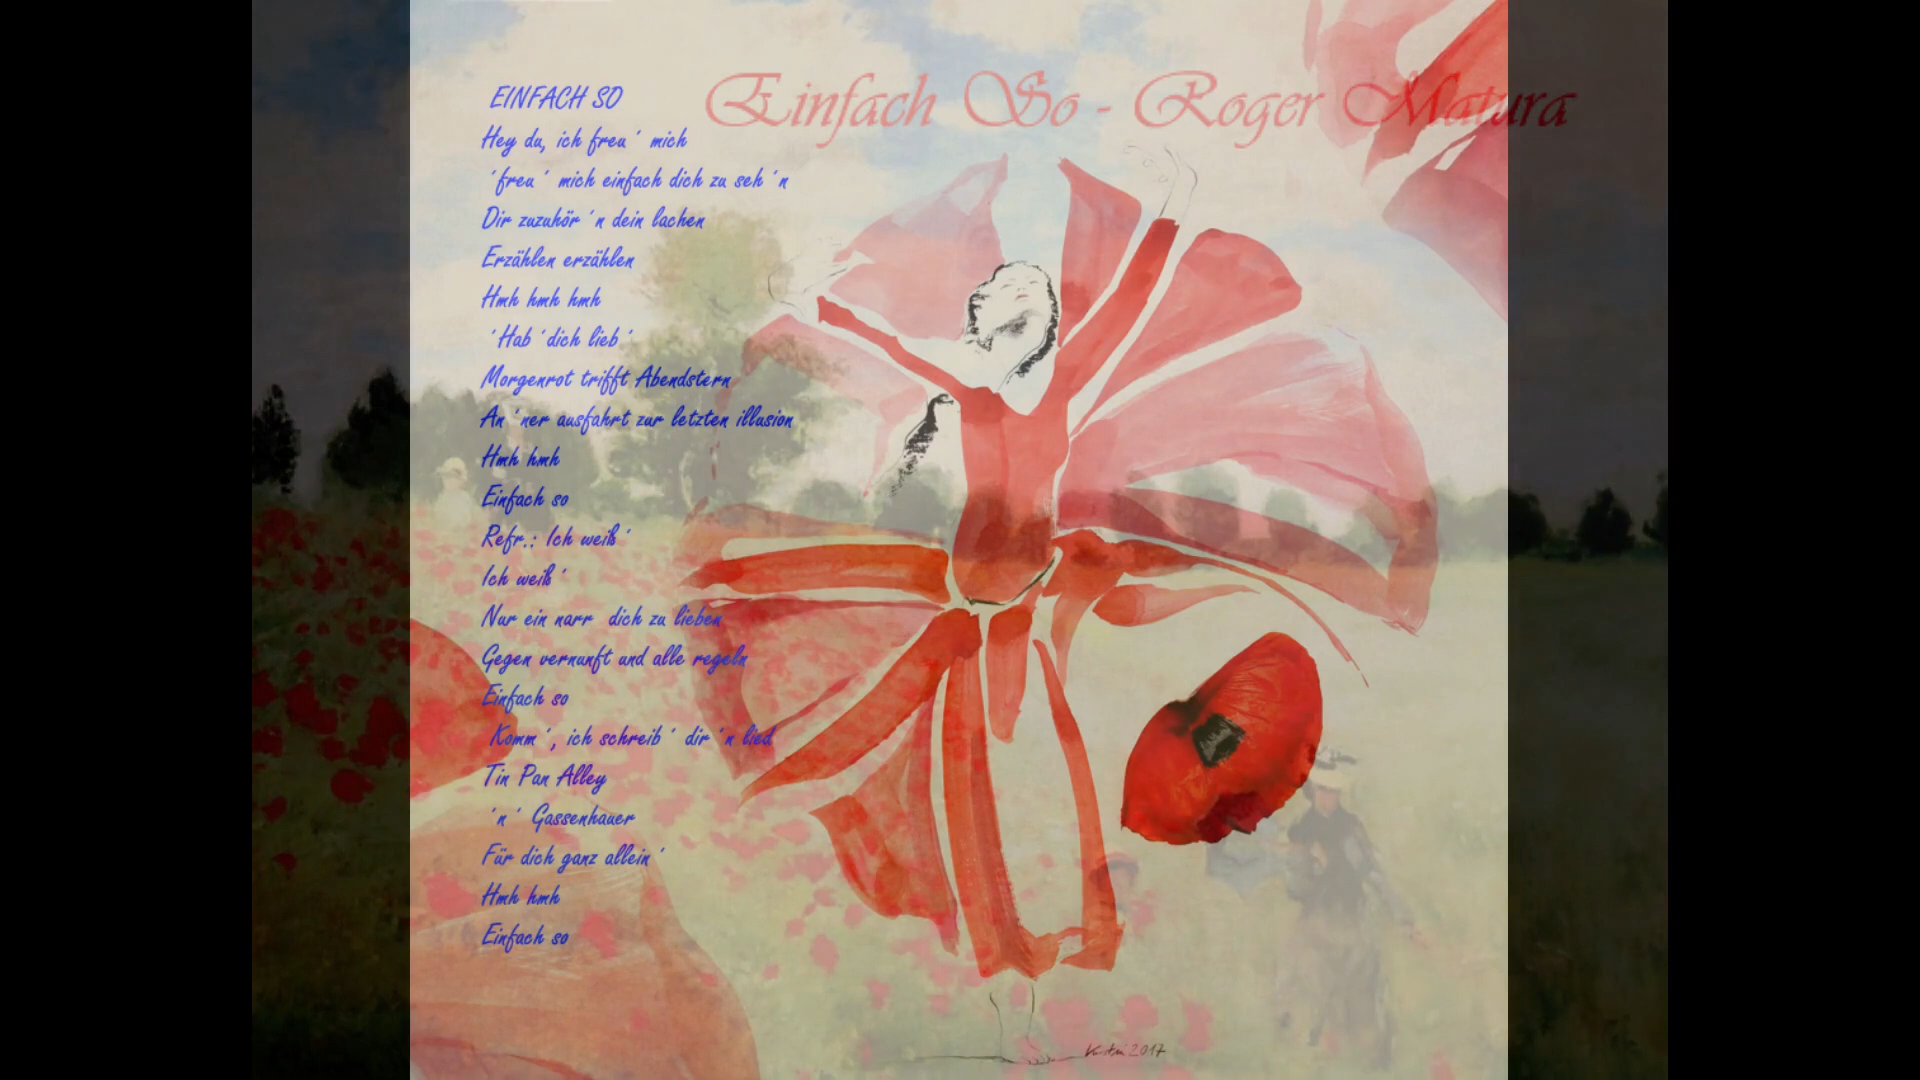 Einfach So - Roger Matura
EINFACH SO
Hey du, ich freu´ mich
´freu´ mich einfach dich zu seh´n
Dir zuzuhör´n dein lachen
Erzählen erzählen
Hmh hmh hmh
´Hab´dich lieb´
Morgenrot trifft Abendstern
An´ner ausfahrt zur letzten illusion
Hmh hmh
Einfach so
Refr.: Ich weiß´
Ich weiß´
Nur ein narr dich zu lieben
Gegen vernunft und alle regeln
Einfach so
Komm´, ich schreib´ dir´n lied
Tin Pan Alley
´n´ Gassenhauer
Für dich ganz allein´
Hmh hmh
Einfach so
2017